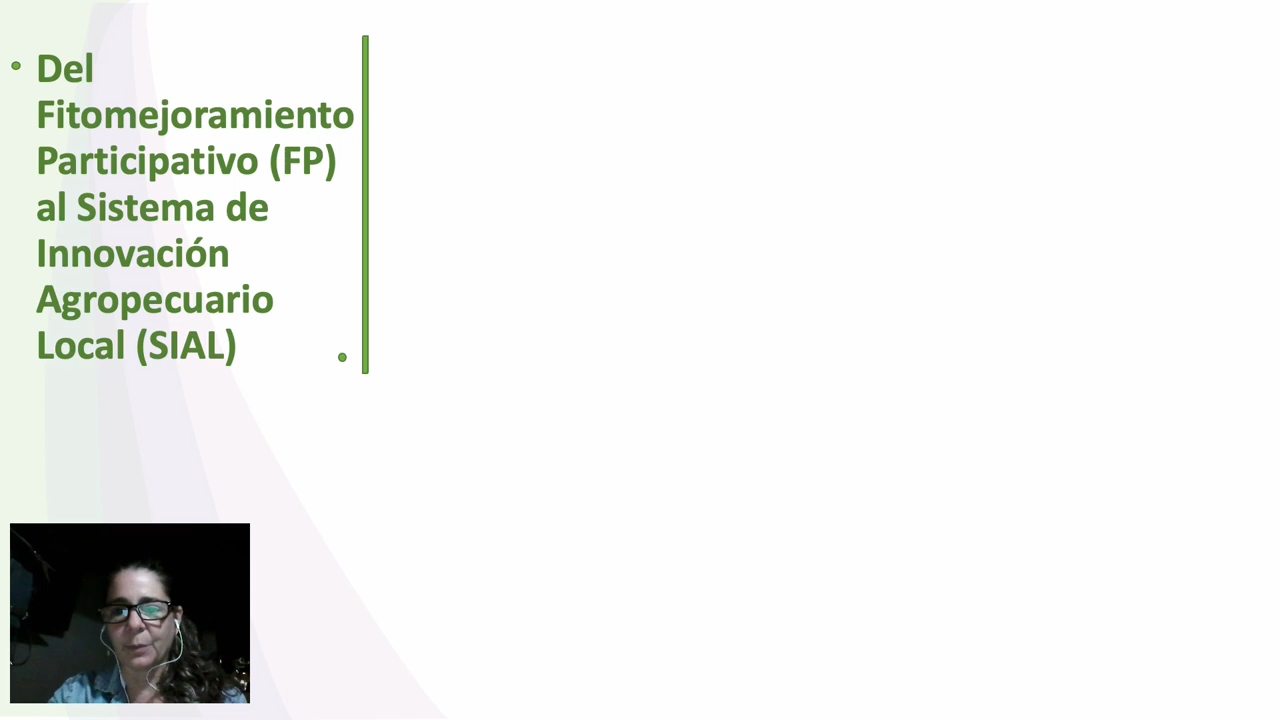 Del
Fitomejoramiento
Participativo (FP)
al Sistema de
Innovación
Agropecuario
Local (SIAL)